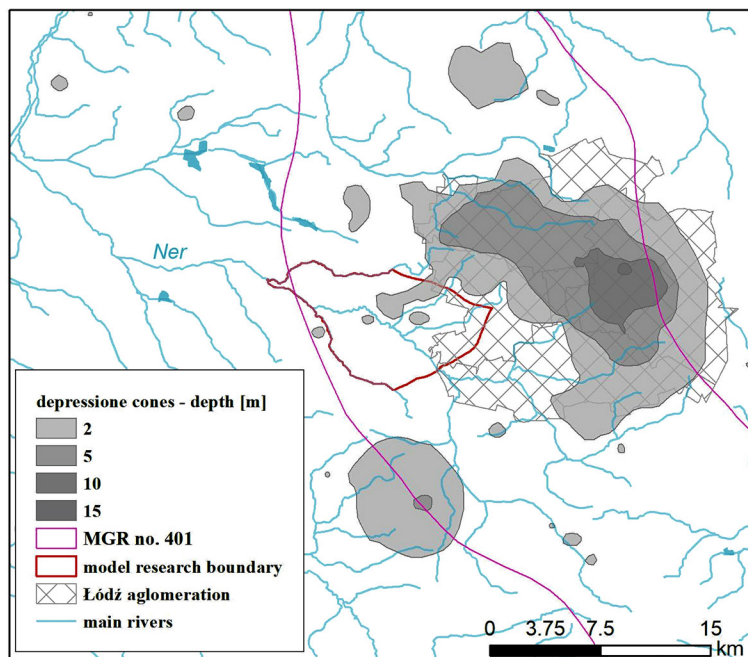 Ner
depressione cones - depth [m]
2
5
10
15
MGR no. 401
model research boundary
Łódź aglomeration
main rivers
0 3.75 7.5 15
km